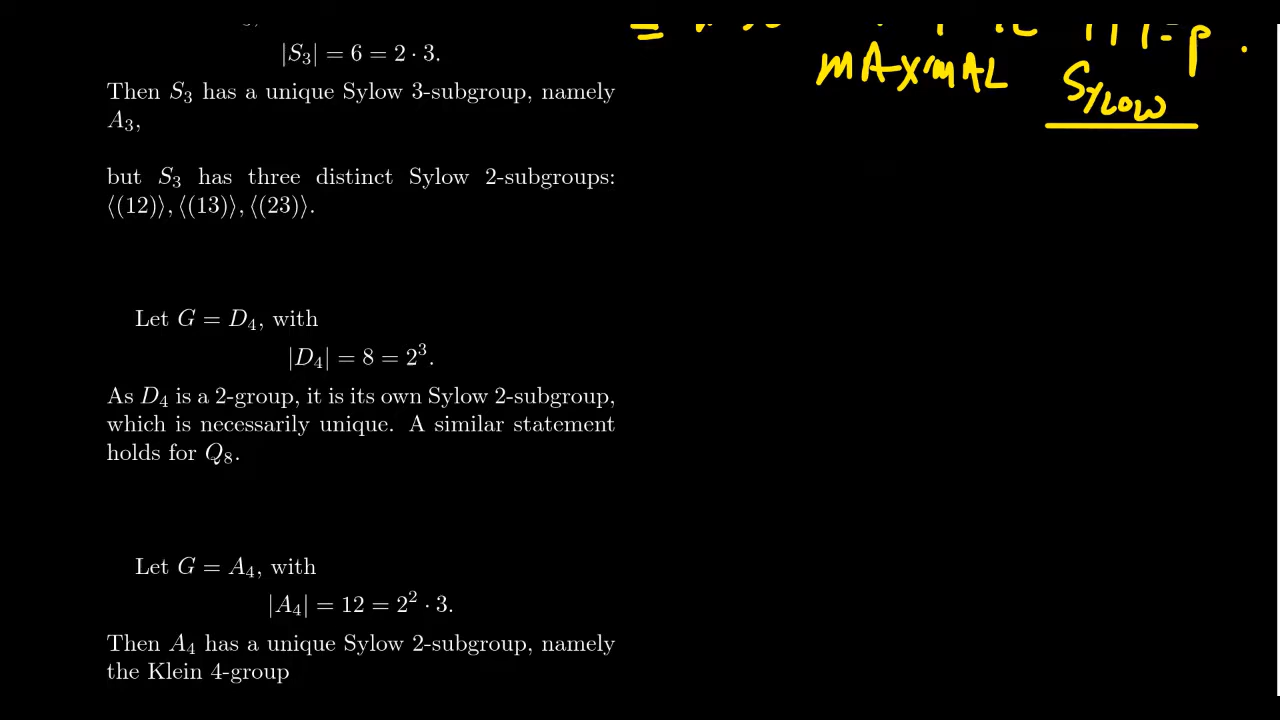 |S₃| = 6 = 2 · 3.
Then S₃ has a unique Sylow 3-subgroup, namely
A₃,
but S₃ has three distinct Sylow 2-subgroups:
⟨(12)⟩, ⟨(13)⟩, ⟨(23)⟩.
Let G = D₄, with
|D₄| = 8 = 2³.
As D₄ is a 2-group, it is its own Sylow 2-subgroup,
which is necessarily unique. A similar statement
holds for Q₈.
Let G = A₄, with
|A₄| = 12 = 2² · 3.
Then A₄ has a unique Sylow 2-subgroup, namely
the Klein 4-group
MAXIMAL
SYLOW